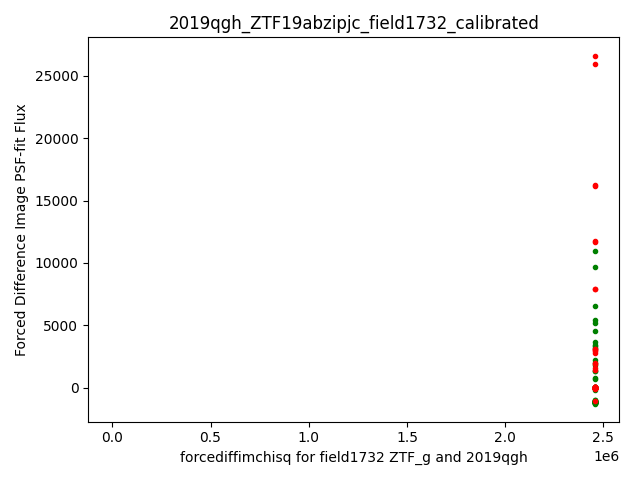 2019qgh_ZTF19abzipjc_field1732_calibrated
Forced Difference Image PSF-fit Flux
25000
20000
15000
10000
5000
0
0.0 0.5 1.0 1.5 2.0 2.5
1e6
forcediffimchisq for field1732 ZTF_g and 2019qgh